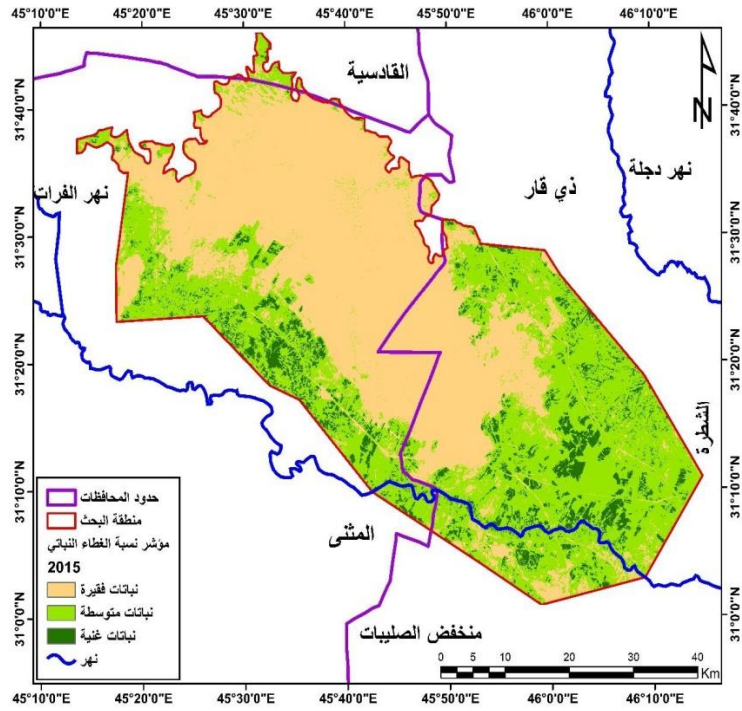 45°10'0"E 45°20'0"E 45°30'0"E 45°40'0"E 45°50'0"E 46°0'0"E 46°10'0"E
31°40'0"N
31°30'0"N
31°20'0"N
31°10'0"N
31°0'0"N
31°40'0"N
31°30'0"N
31°20'0"N
31°10'0"N
31°0'0"N
N
القادسية
ذي قار
نهر دجلة
نهر الفرات
الشطرة
المثنى
منخفض الصليبات
حدود المحافظات
منطقة البحث
مؤشر نسبة الغطاء النباتي
2015
نباتات فقيرة
نباتات متوسطة
نباتات غنية
نهر
0 5 10 20 30 40
Km
45°10'0"E 45°20'0"E 45°30'0"E 45°40'0"E 45°50'0"E 46°0'0"E 46°10'0"E